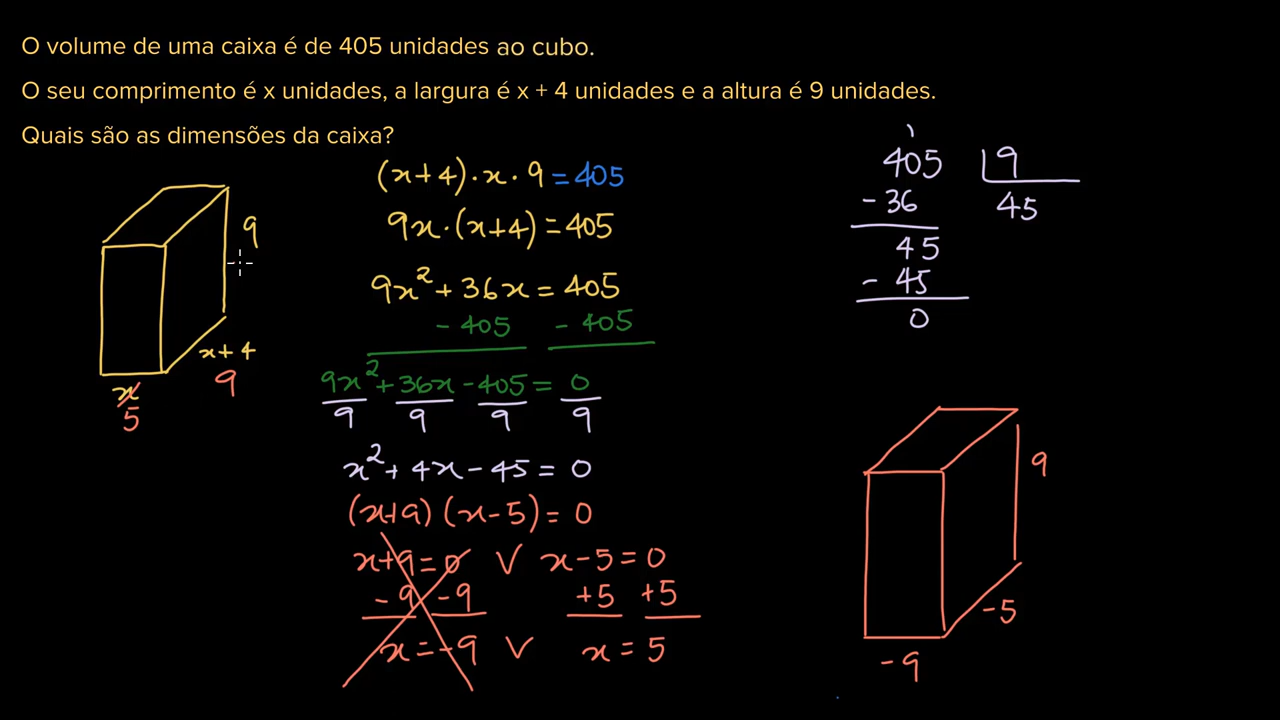 O volume de uma caixa é de 405 unidades ao cubo.
O seu comprimento é x unidades, a largura é x + 4 unidades e a altura é 9 unidades.
Quais são as dimensões da caixa?
9
x+4
9
x
5
(x+4)·x·9=405
9x·(x+4)=405
9x²+36x=405
-405 -405
9x²+36x-405=0
9 9 9 9
x²+4x-45=0
(x+9)(x-5)=0
x+9=0 V x-5=0
-9 -9 +5 +5
x=-9 V x=5
1
405 9
-36 45
45
-45
0
9
-5
-9